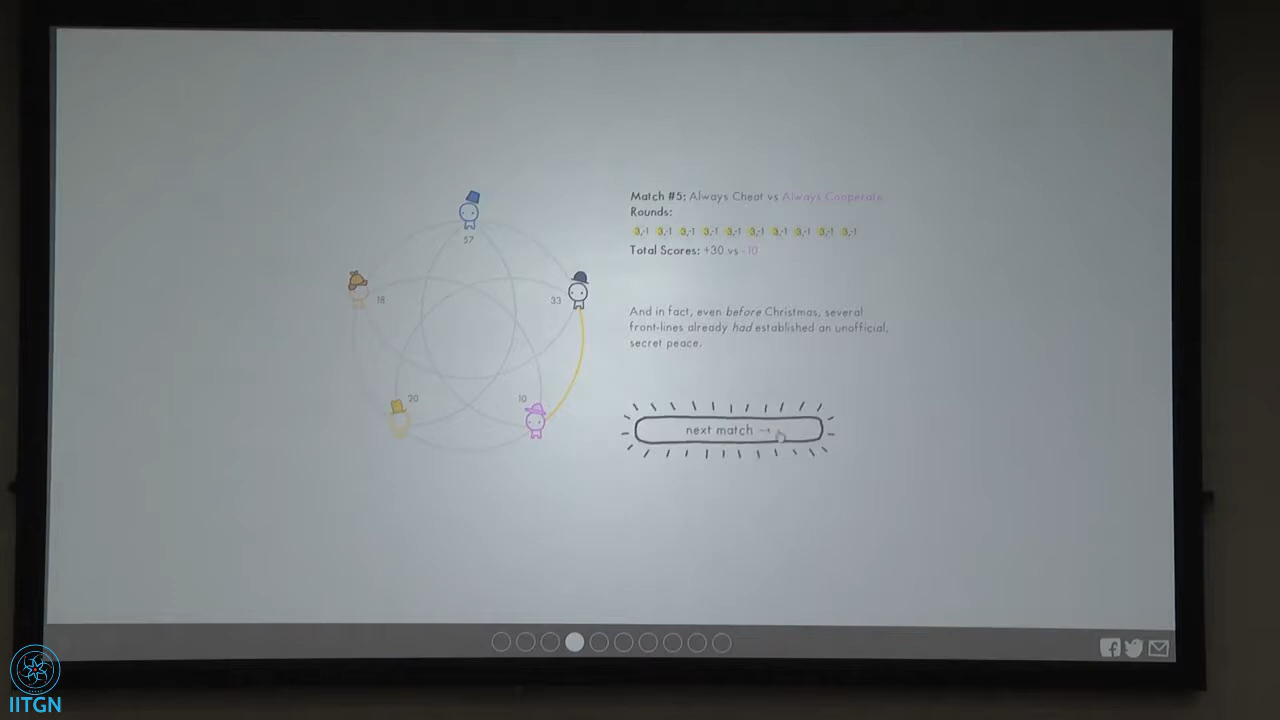 Match #5: Always Cheat vs Always Cooperate
Rounds:
3,-1 3,-1 3,-1 3,-1 3,-1 3,-1 3,-1 3,-1 3,-1 3,-1
Total Scores: +30 vs -10
57
18
33
And in fact, even before Christmas, several
front-lines already had established an unofficial,
secret peace.
20
10
next match →
IITGN